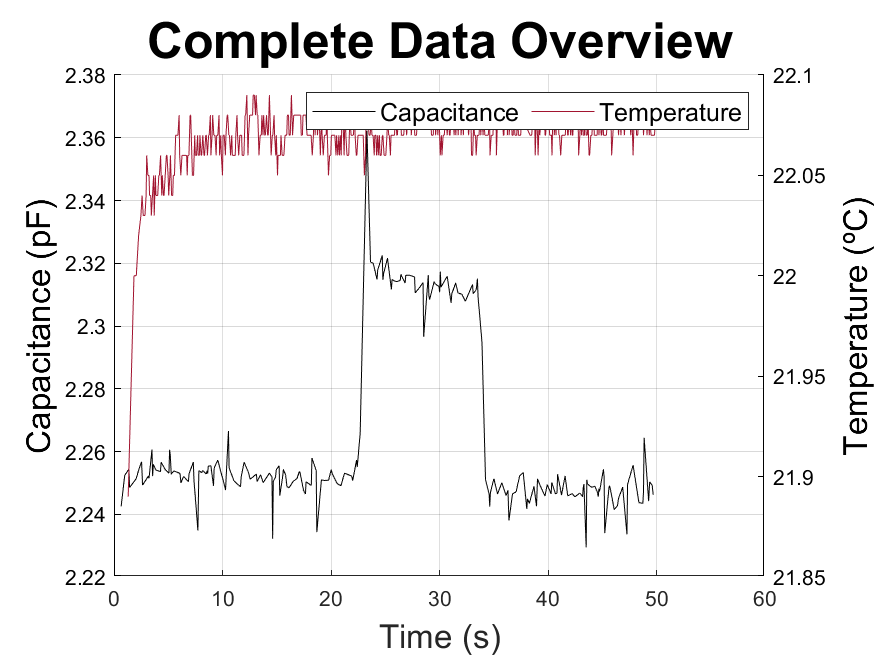 Complete Data Overview
Capacitance
Temperature
Capacitance (pF)
2.38
2.36
2.34
2.32
2.3
2.28
2.26
2.24
2.22
22.1
22.05
22
21.95
21.9
21.85
Temperature (ºC)
0 10 20 30 40 50 60
Time (s)